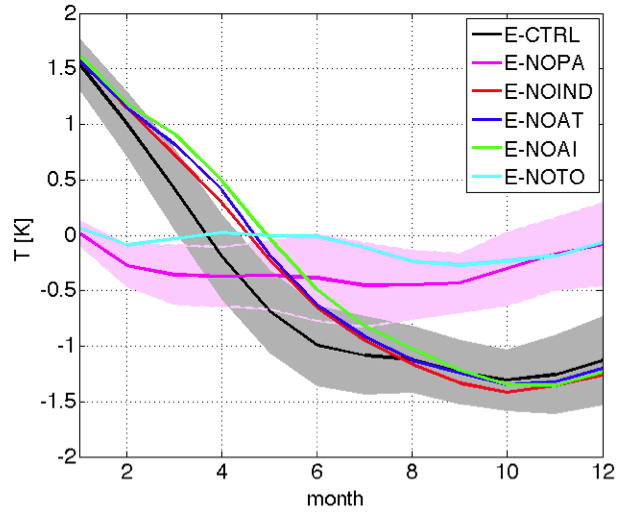 2
1.5
1
0.5
0
-0.5
-1
-1.5
-2
T [K]
E-CTRL
E-NOPA
E-NOIND
E-NOAT
E-NOAI
E-NOTO
2 4 6 8 10 12
month